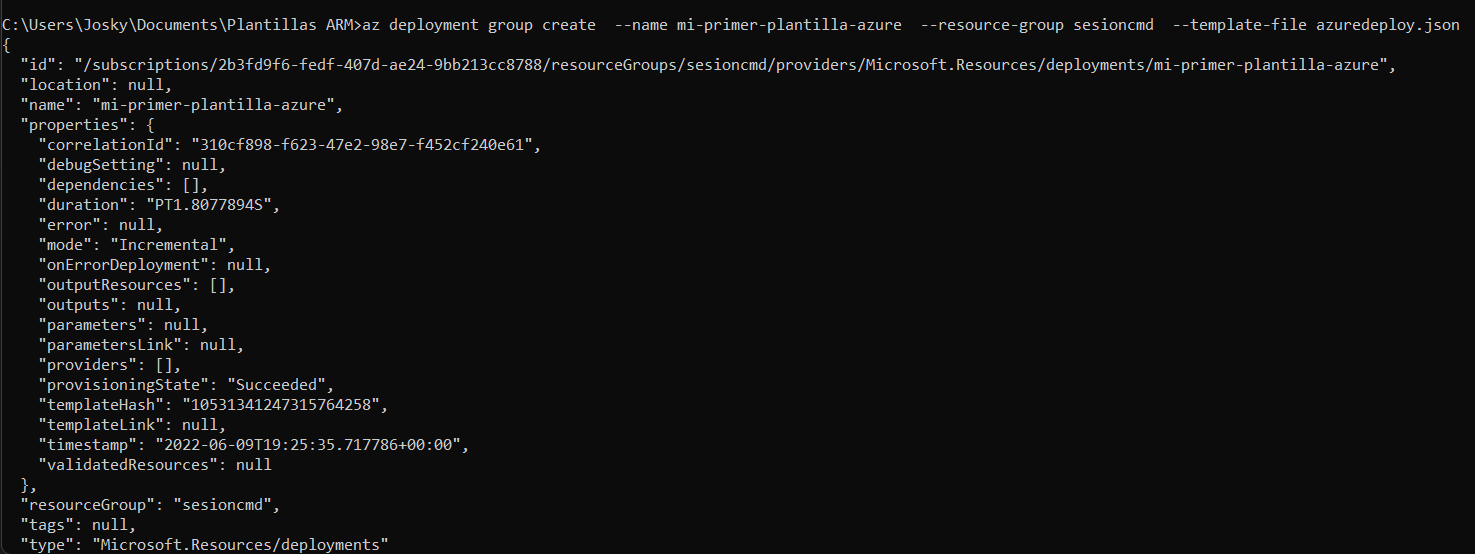 C:\Users\Josky\Documents\Plantillas ARM>az deployment group create  --name mi-primer-plantilla-azure  --resource-group sesioncmd  --template-file azuredeploy.json
{
  "id": "/subscriptions/2b3fd9f6-fedf-407d-ae24-9bb213cc8788/resourceGroups/sesioncmd/providers/Microsoft.Resources/deployments/mi-primer-plantilla-azure",
  "location": null,
  "name": "mi-primer-plantilla-azure",
  "properties": {
    "correlationId": "310cf898-f623-47e2-98e7-f452cf240e61",
    "debugSetting": null,
    "dependencies": [],
    "duration": "PT1.8077894S",
    "error": null,
    "mode": "Incremental",
    "onErrorDeployment": null,
    "outputResources": [],
    "outputs": null,
    "parameters": null,
    "parametersLink": null,
    "providers": [],
    "provisioningState": "Succeeded",
    "templateHash": "10531341247315764258",
    "templateLink": null,
    "timestamp": "2022-06-09T19:25:35.717786+00:00",
    "validatedResources": null
  },
  "resourceGroup": "sesioncmd",
  "tags": null,
  "type": "Microsoft.Resources/deployments"